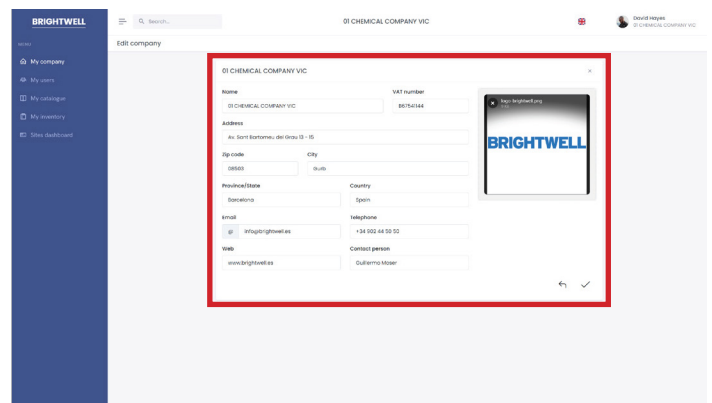 BRIGHTWELL
Search...
01 CHEMICAL COMPANY VIC
David Hayes
01 CHEMICAL COMPANY VIC
MENU
Edit company
My company
My users
My catalogue
My inventory
Sites dashboard
01 CHEMICAL COMPANY VIC
×
Name
VAT number
01 CHEMICAL COMPANY VIC
B67541144
logo brightwell.png
Address
Av. Sant Bartomeu del Grau 13 - 15
BRIGHTWELL
Zip code
City
08503
Gurb
Province/State
Country
Barcelona
Spain
Email
Telephone
@ info@brightwell.es
+34 902 44 50 50
Web
Contact person
www.brightwell.es
Guillermo Moser